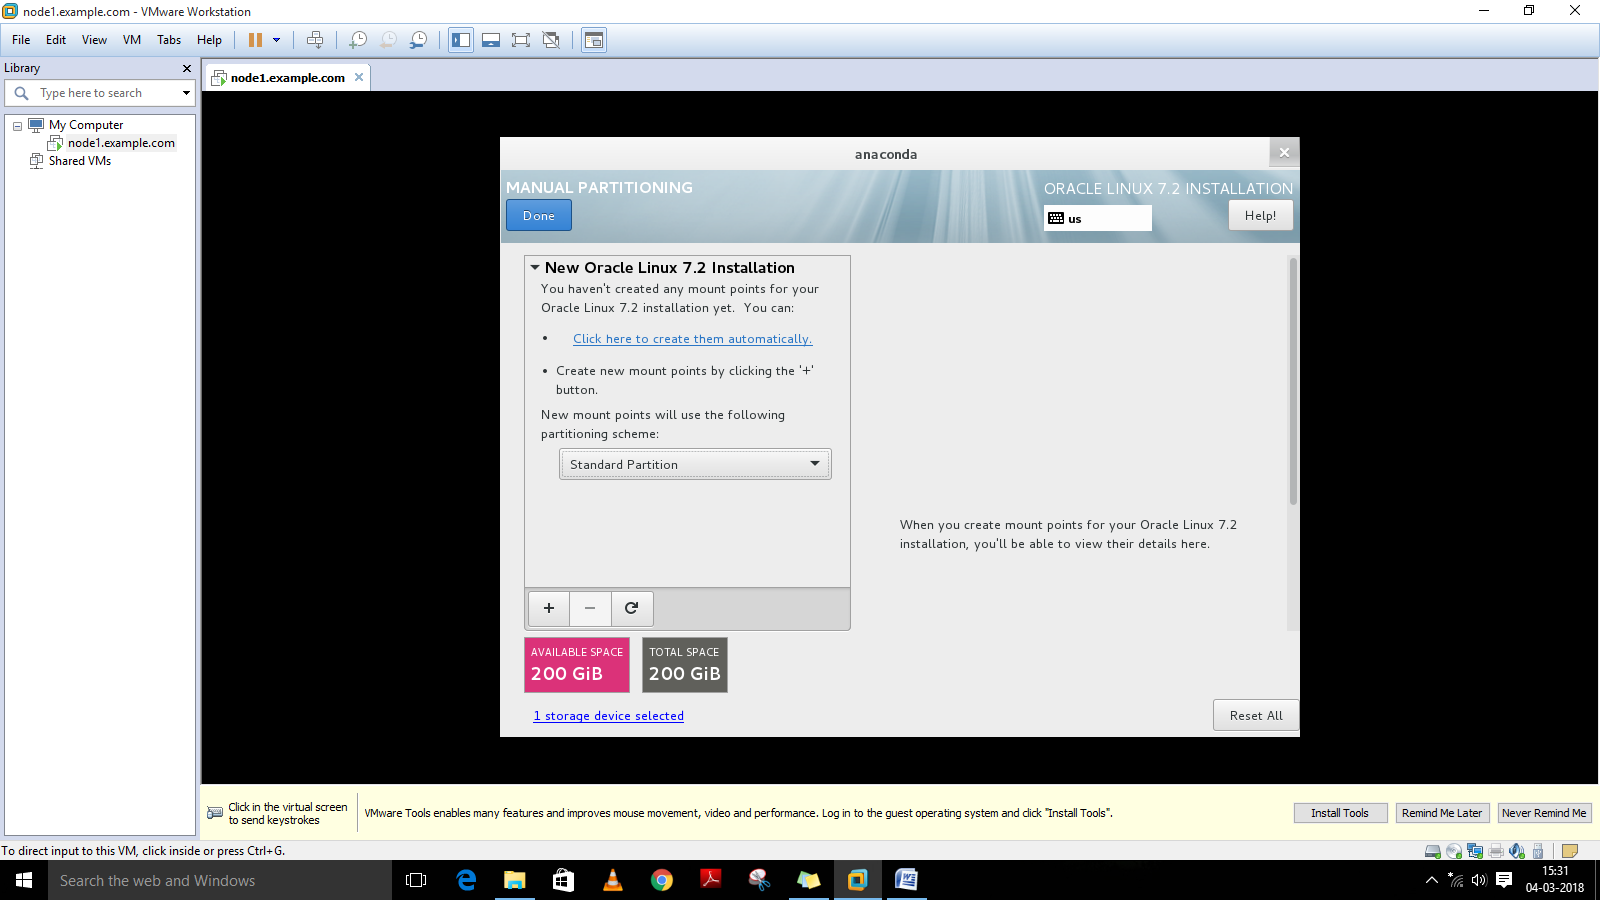 node1.example.com - VMware Workstation
File Edit View VM Tabs Help
Library
Type here to search
My Computer
node1.example.com
Shared VMs
node1.example.com
anaconda
MANUAL PARTITIONING
ORACLE LINUX 7.2 INSTALLATION
Done
us
Help!
New Oracle Linux 7.2 Installation
You haven't created any mount points for your
Oracle Linux 7.2 installation yet. You can:
• Click here to create them automatically.
• Create new mount points by clicking the '+'
button.
New mount points will use the following
partitioning scheme:
Standard Partition
When you create mount points for your Oracle Linux 7.2
installation, you'll be able to view their details here.
+ −
AVAILABLE SPACE
200 GiB
TOTAL SPACE
200 GiB
1 storage device selected
Reset All
Click in the virtual screen
to send keystrokes
VMware Tools enables many features and improves mouse movement, video and performance. Log in to the guest operating system and click "Install Tools".
Install Tools
Remind Me Later
Never Remind Me
To direct input to this VM, click inside or press Ctrl+G.
Search the web and Windows
15:31
04-03-2018